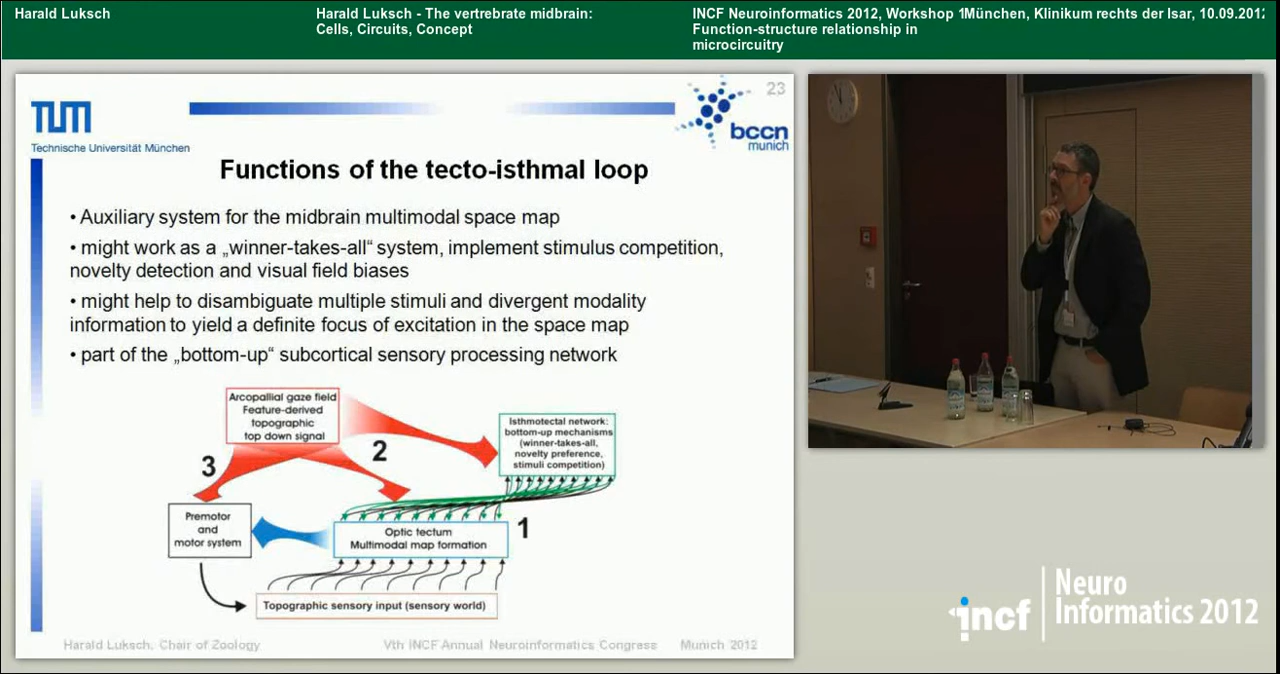 Harald Luksch
Harald Luksch - The vertrebrate midbrain:
Cells, Circuits, Concept
INCF Neuroinformatics 2012, Workshop 1München, Klinikum rechts der Isar, 10.09.2012
Function-structure relationship in
microcircuitry
23
TUM
Technische Universität München
bccn
munich
Functions of the tecto-isthmal loop
• Auxiliary system for the midbrain multimodal space map
• might work as a „winner-takes-all“ system, implement stimulus competition,
novelty detection and visual field biases
• might help to disambiguate multiple stimuli and divergent modality
information to yield a definite focus of excitation in the space map
• part of the „bottom-up“ subcortical sensory processing network
Arcopallial gaze field
Feature-derived
topographic
top down signal
Isthmotectal network:
bottom-up mechanisms
(winner-takes-all,
novelty preference,
stimuli competition)
2
3
Premotor
and
motor system
Optic tectum
Multimodal map formation
1
Topographic sensory input (sensory world)
Harald Luksch, Chair of Zoology
Vth INCF Annual Neuroinformatics Congress
Munich 2012
incf
Neuro
Informatics 2012